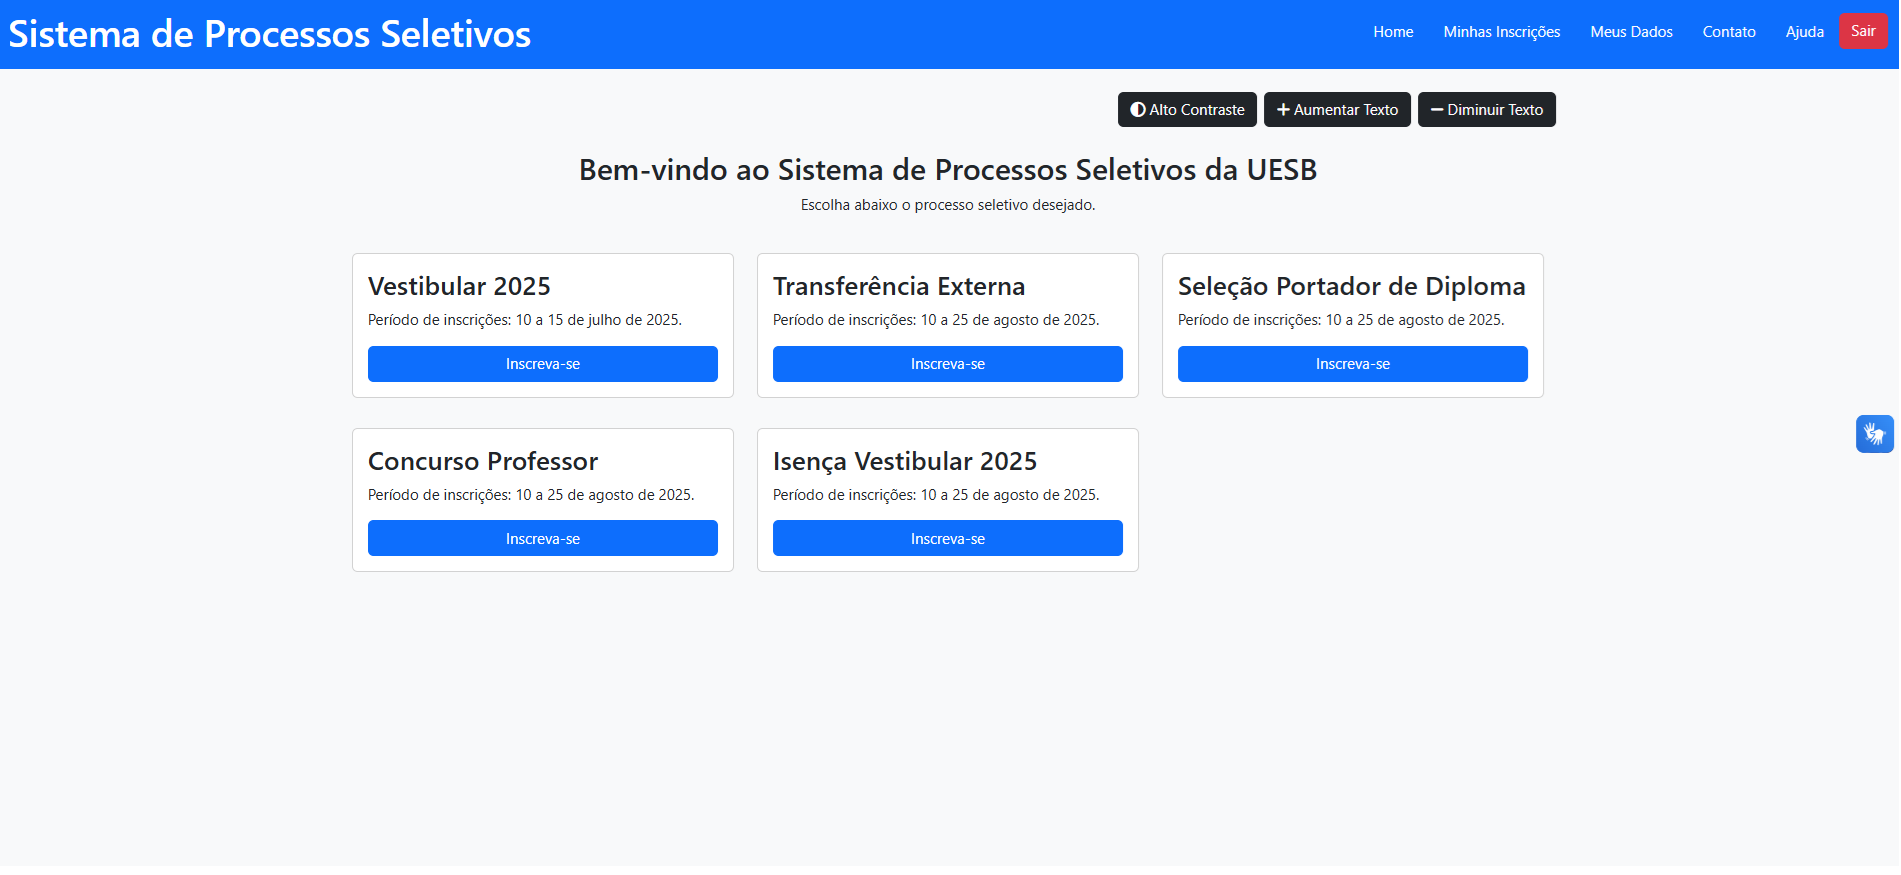 Sistema de Processos Seletivos
Home Minhas Inscrições Meus Dados Contato Ajuda Sair
Alto Contraste Aumentar Texto Diminuir Texto
Bem-vindo ao Sistema de Processos Seletivos da UESB
Escolha abaixo o processo seletivo desejado.
Vestibular 2025
Período de inscrições: 10 a 15 de julho de 2025.
Inscreva-se
Transferência Externa
Período de inscrições: 10 a 25 de agosto de 2025.
Inscreva-se
Seleção Portador de Diploma
Período de inscrições: 10 a 25 de agosto de 2025.
Inscreva-se
Concurso Professor
Período de inscrições: 10 a 25 de agosto de 2025.
Inscreva-se
Isença Vestibular 2025
Período de inscrições: 10 a 25 de agosto de 2025.
Inscreva-se